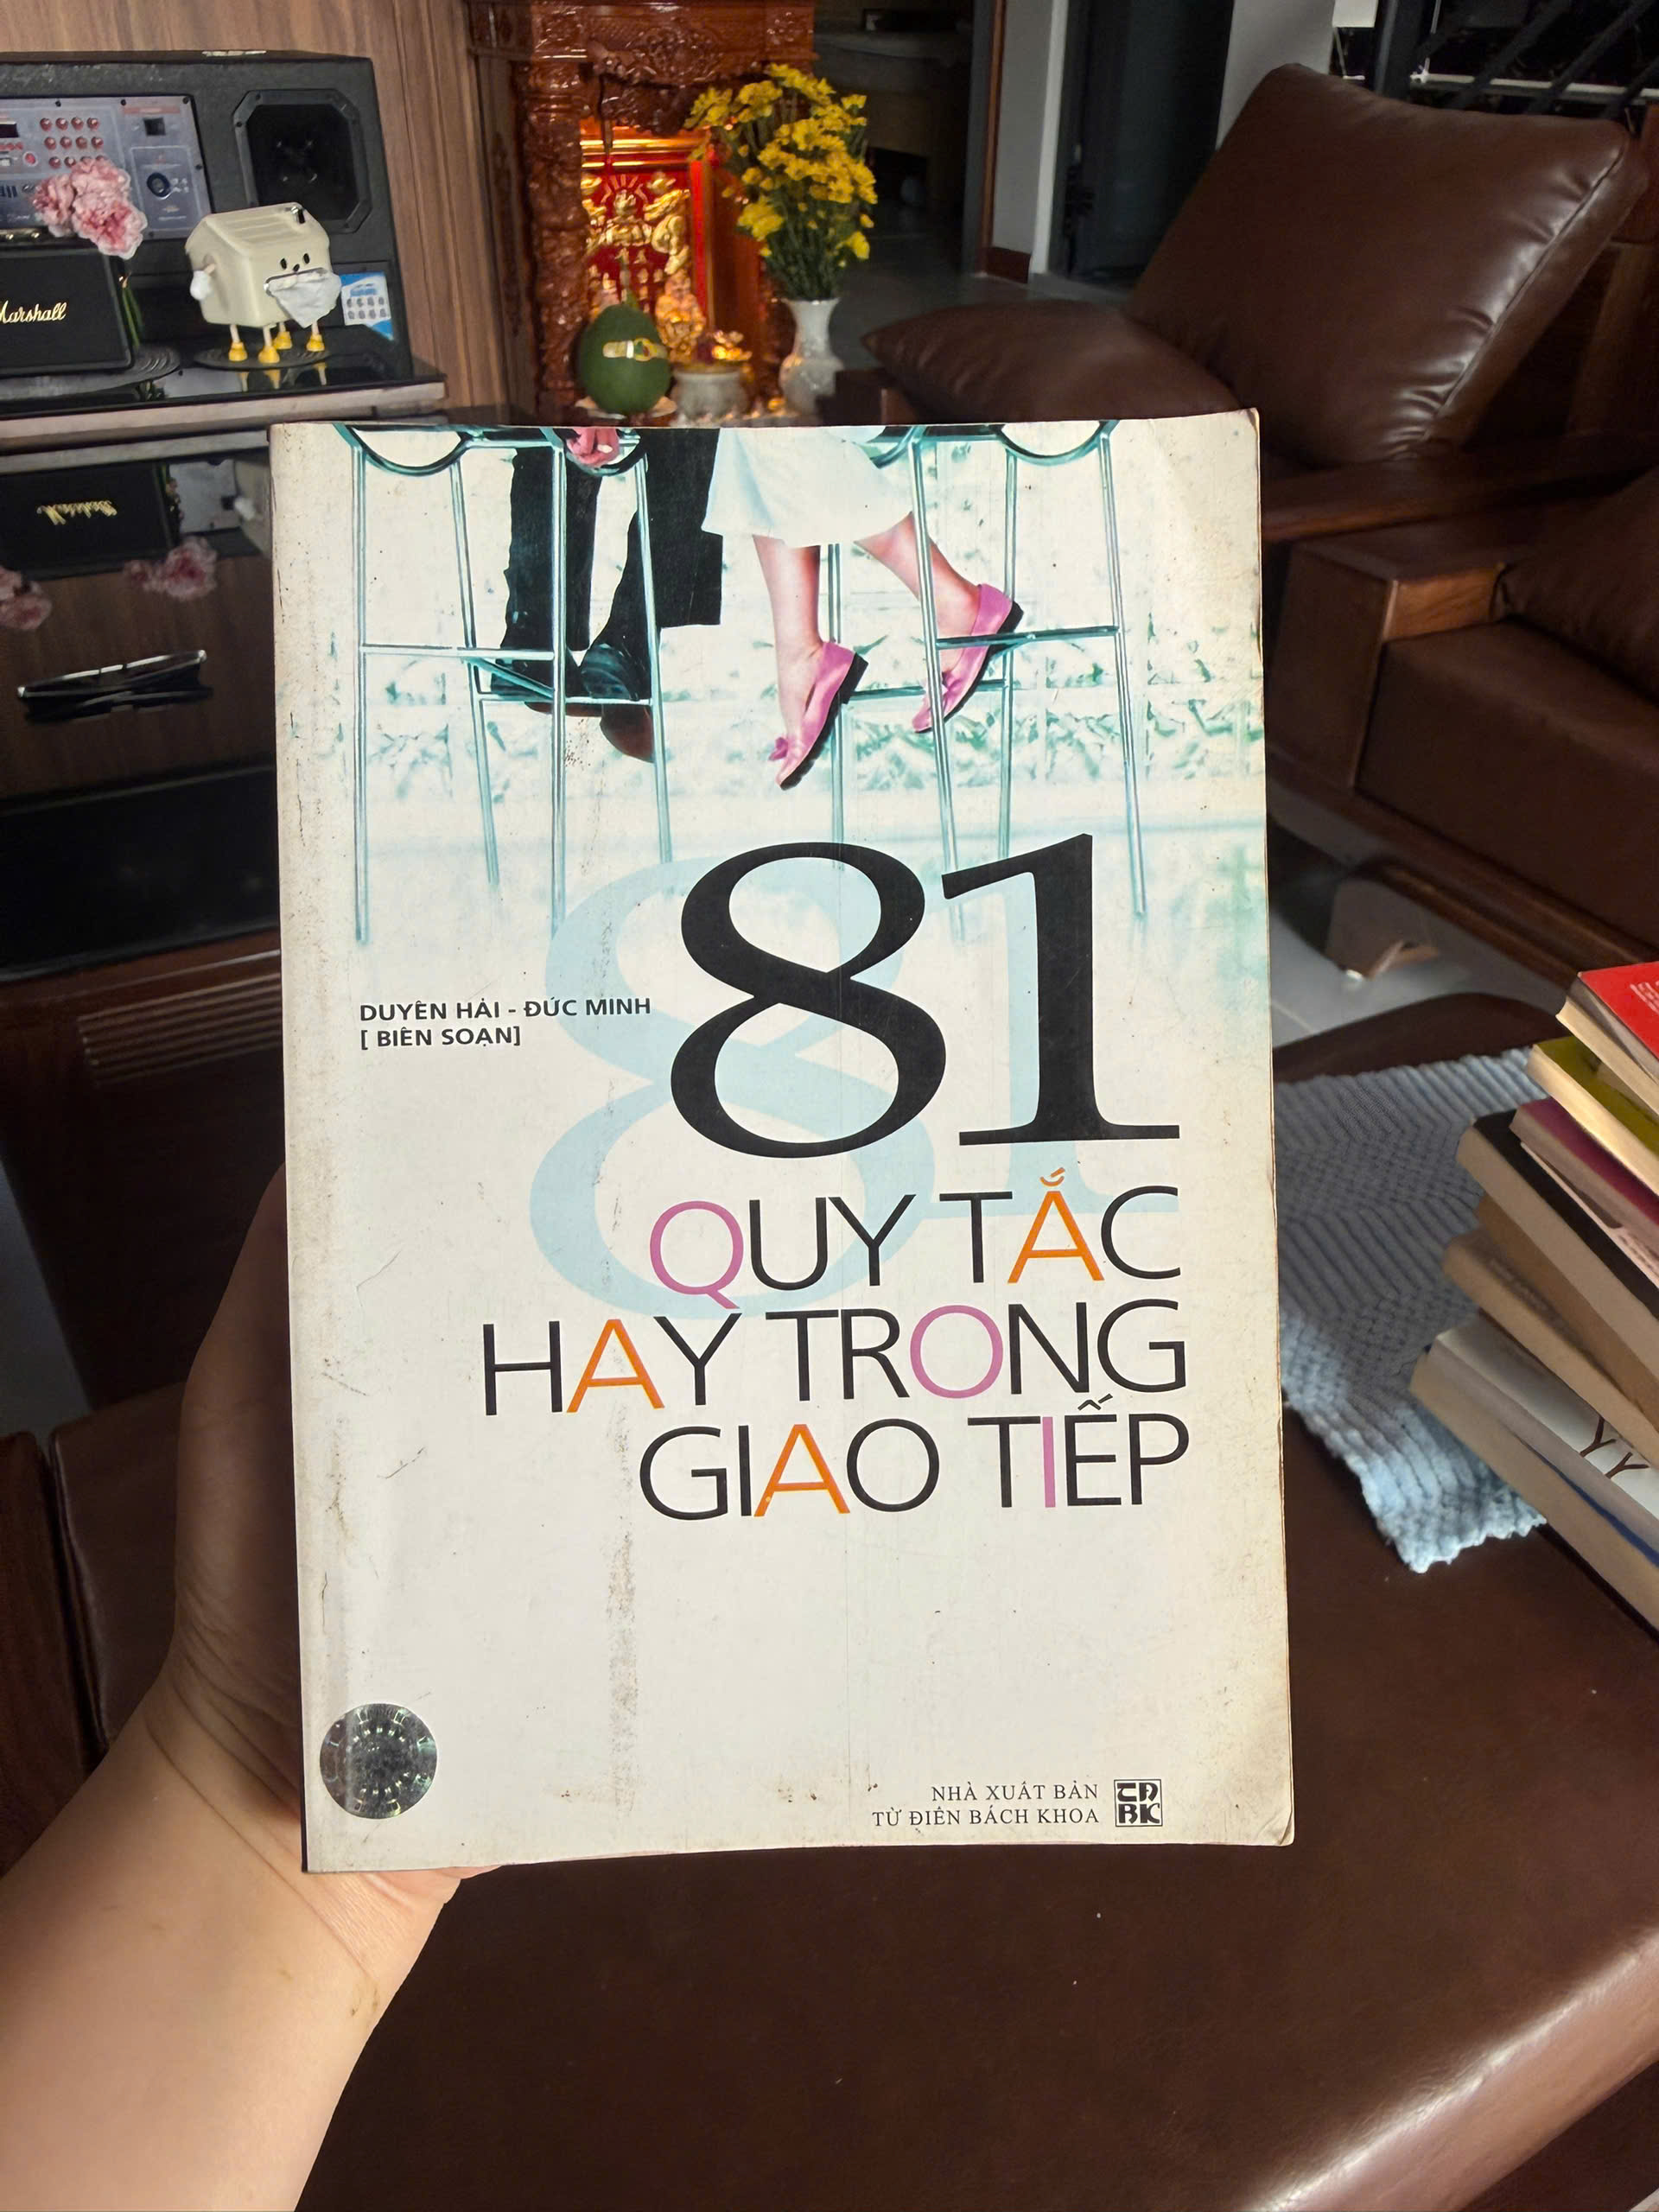 Marshall
DUYÊN HẢI - ĐỨC MINH
[ BIÊN SOẠN]
81
QUY TẮC
HAY TRONG
GIAO TIẾP
NHÀ XUẤT BẢN
TỪ ĐIỂN BÁCH KHOA
TĐ
BK